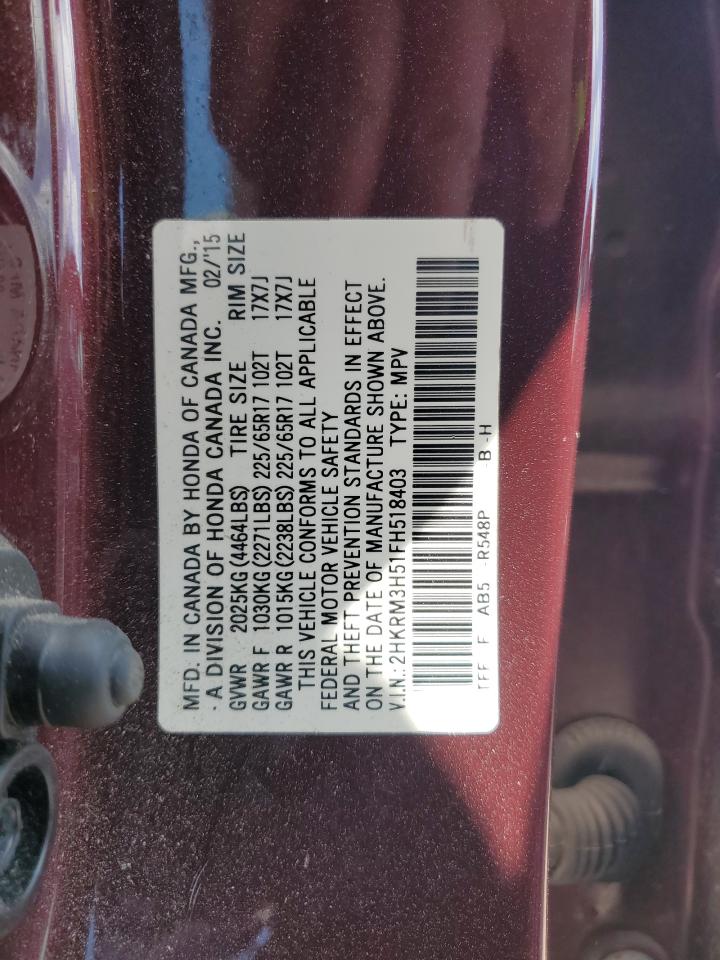 MFD. IN CANADA BY HONDA OF CANADA MFG.,
A DIVISION OF HONDA CANADA INC. 02/'15
GVWR 2025KG(4464LBS) TIRE SIZE RIM SIZE
GAWR F 1030KG(2271LBS) 225/65R17 102T 17X7J
GAWR R 1015KG(2238LBS) 225/65R17 102T 17X7J
THIS VEHICLE CONFORMS TO ALL APPLICABLE
FEDERAL MOTOR VEHICLE SAFETY
AND THEFT PREVENTION STANDARDS IN EFFECT
ON THE DATE OF MANUFACTURE SHOWN ABOVE.
V.I.N.: 2HKRM3H51FH518403 TYPE: MPV
F AB5 -R548P -B -H